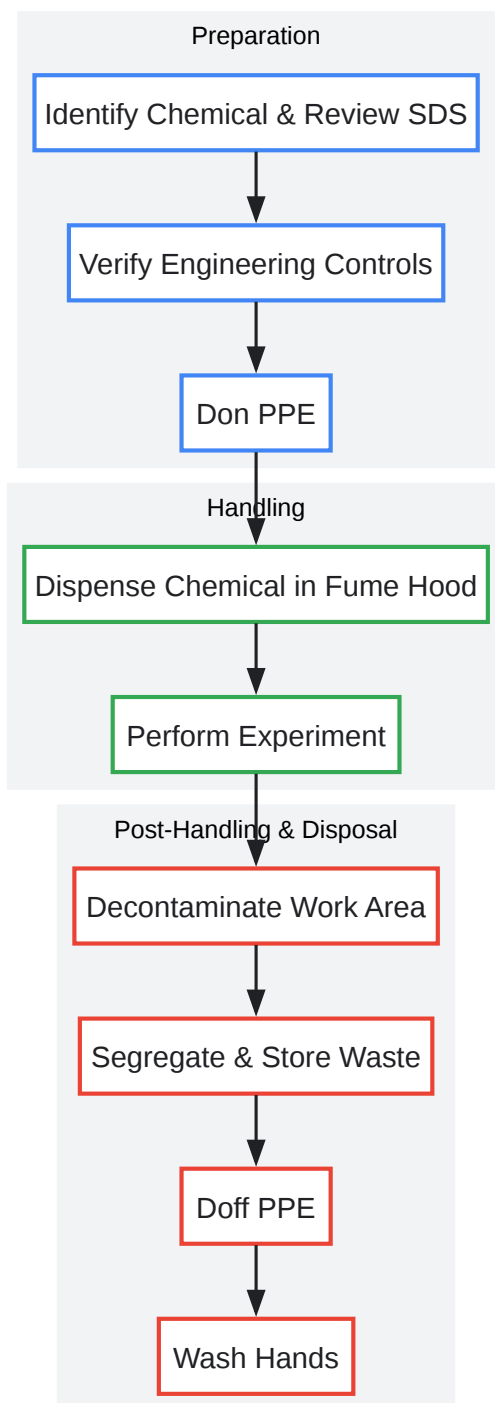 Preparation
Identify Chemical & Review SDS
Verify Engineering Controls
Don PPE
Handling
Dispense Chemical in Fume Hood
Perform Experiment
Post-Handling & Disposal
Decontaminate Work Area
Segregate & Store Waste
Doff PPE
Wash Hands